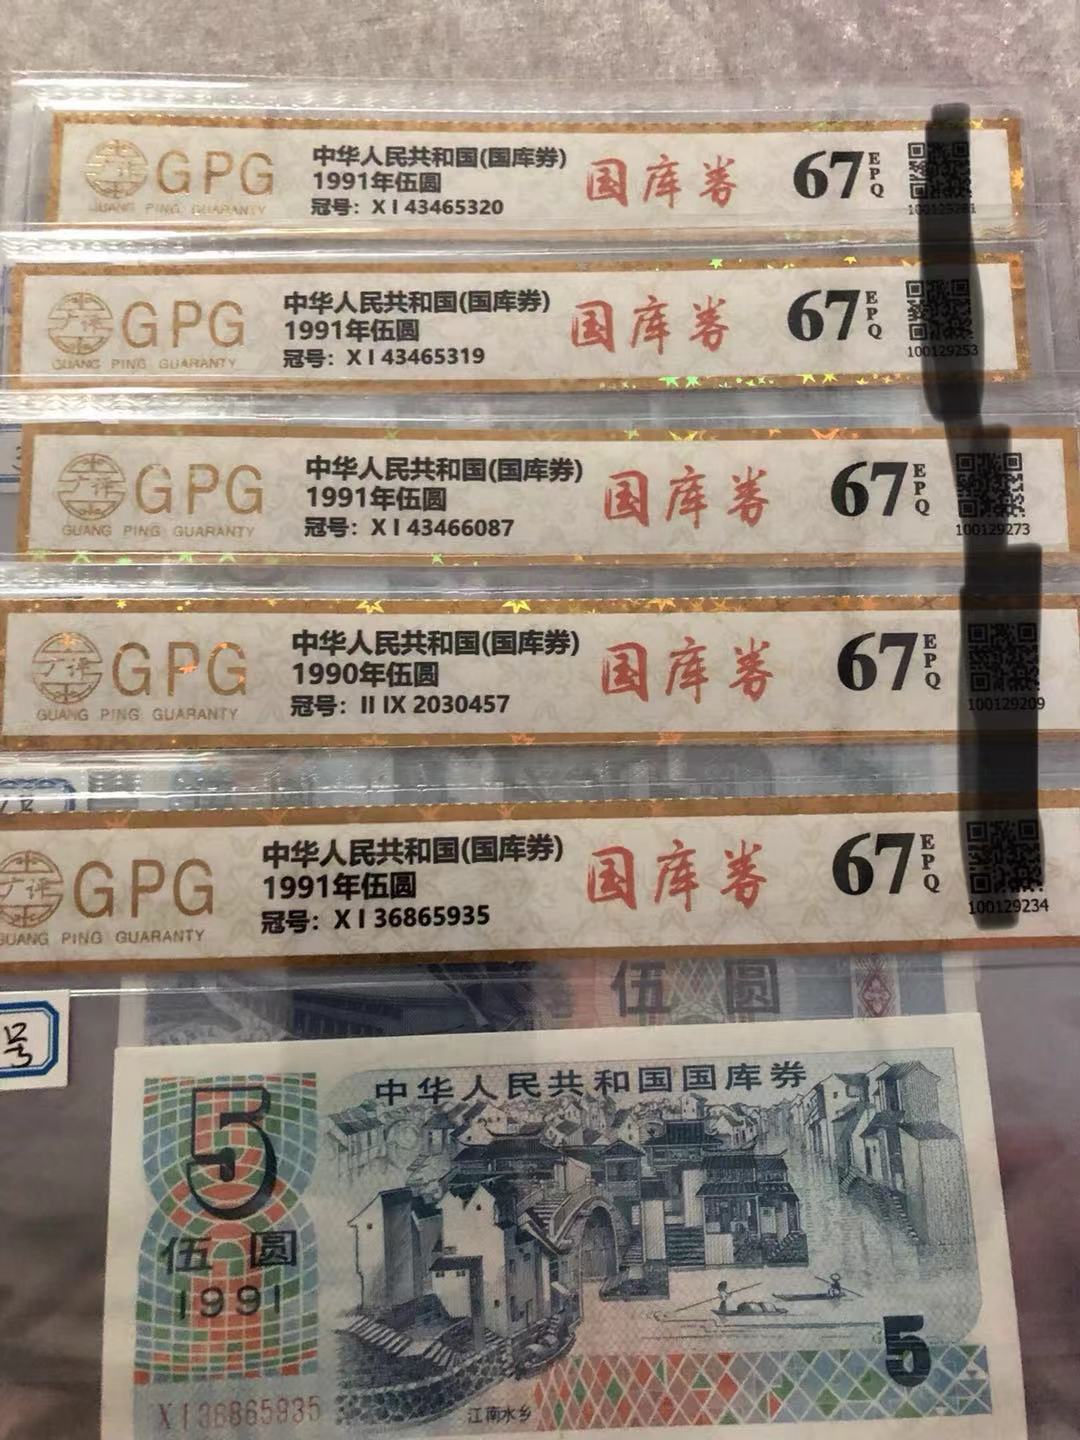 GPG
GUANG PING GUARANTY
中华人民共和国(国库券)
1991年伍圆
冠号：X I 43465320
国库券
67
EPQ
广评
GPG
GUANG PING GUARANTY
中华人民共和国(国库券)
1991年伍圆
冠号：X I 43465319
国库券
67
EPQ
100129253
广评
GPG
GUANG PING GUARANTY
中华人民共和国(国库券)
1991年伍圆
冠号：X I 43466087
国库券
67
EPQ
100129273
广评
GPG
GUANG PING GUARANTY
中华人民共和国(国库券)
1990年伍圆
冠号：II IX 2030457
国库券
67
EPQ
100129209
广评
GPG
GUANG PING GUARANTY
中华人民共和国(国库券)
1991年伍圆
冠号：X I 36865935
国库券
67
EPQ
100129234
伍圆
号
中华人民共和国国库券
5
伍圆
1991
5
X I 36865935
江南水乡